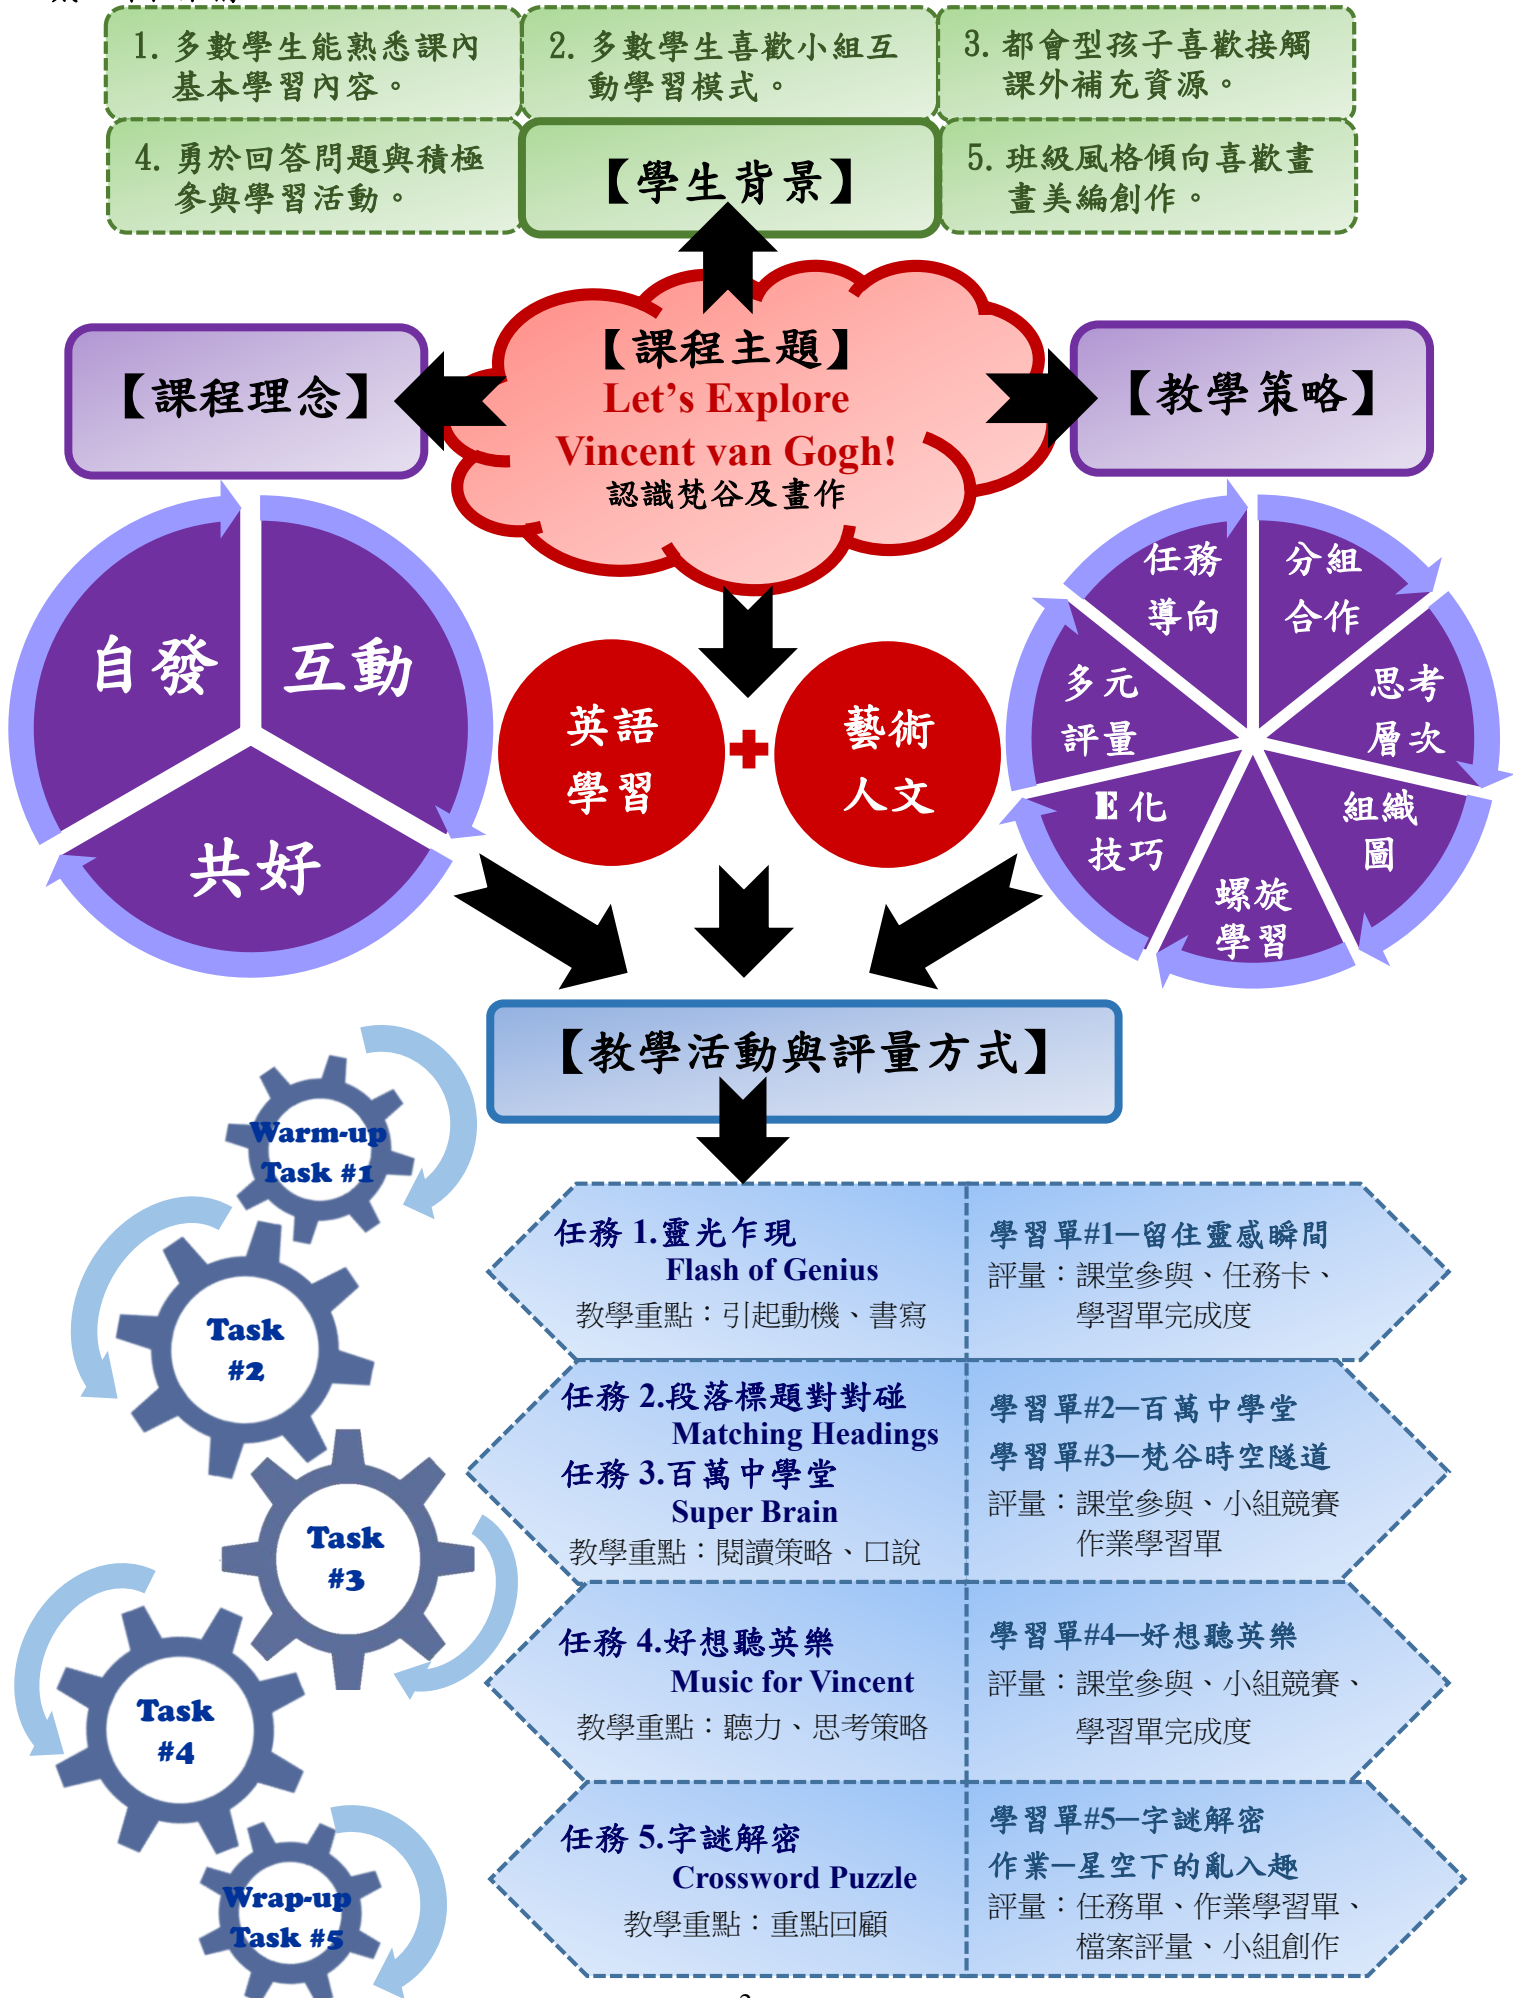 1. 多數學生能熟悉課內
基本學習內容。
2. 多數學生喜歡小組互
動學習模式。
3. 都會型孩子喜歡接觸
課外補充資源。
4. 勇於回答問題與積極
參與學習活動。
【學生背景】
5. 班級風格傾向喜歡畫
畫美編創作。
【課程理念】
【課程主題】
Let's Explore
Vincent van Gogh!
認識梵谷及畫作
【教學策略】
自發
互動
共好
英語
學習
藝術
人文
任務
導向
分組
合作
多元
評量
思考
層次
E 化
技巧
組織
圖
螺旋
學習
【教學活動與評量方式】
Warm-up
Task #1
Task
#2
Task
#3
Task
#4
Wrap-up
Task #5
任務 1.靈光乍現
Flash of Genius
教學重點：引起動機、書寫
學習單#1─留住靈感瞬間
評量：課堂參與、任務卡、
學習單完成度
任務 2.段落標題對對碰
Matching Headings
任務 3.百萬中學堂
Super Brain
教學重點：閱讀策略、口說
學習單#2─百萬中學堂
學習單#3─梵谷時空隧道
評量：課堂參與、小組競賽
作業學習單
任務 4.好想聽英樂
Music for Vincent
教學重點：聽力、思考策略
學習單#4─好想聽英樂
評量：課堂參與、小組競賽、
學習單完成度
任務 5.字謎解密
Crossword Puzzle
教學重點：重點回顧
學習單#5─字謎解密
作業─星空下的亂入趣
評量：任務單、作業學習單、
檔案評量、小組創作